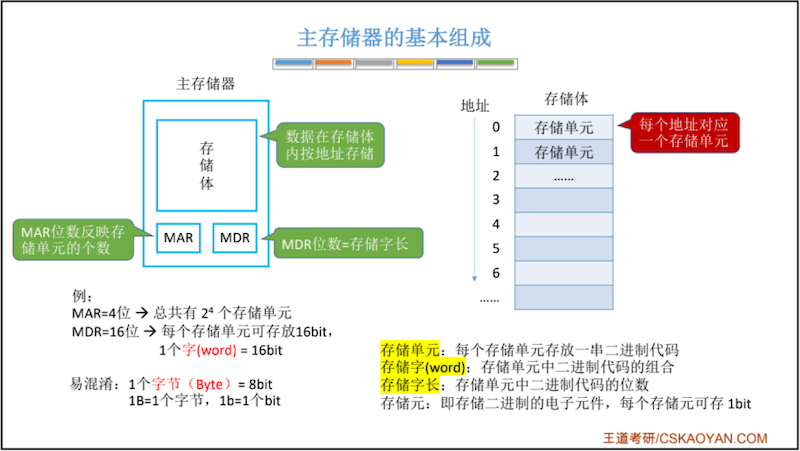 主存储器的基本组成
主存储器
存
储
体
MAR
MDR
数据在存储体
内按地址存储
MAR位数反映存
储单元的个数
MDR位数=存储字长
例：
MAR=4位 → 总共有 2⁴ 个存储单元
MDR=16位 → 每个存储单元可存放16bit，
1个字(word) = 16bit
易混淆：1个字节（Byte）= 8bit
1B=1个字节，1b=1个bit
地址
存储体
0 存储单元
1 存储单元
2 ……
3
4
5
6
……
每个地址对应
一个存储单元
存储单元：每个存储单元存放一串二进制代码
存储字(word)：存储单元中二进制代码的组合
存储字长：存储单元中二进制代码的位数
存储元：即存储二进制的电子元件，每个存储元可存 1bit
王道考研/CSKAOYAN.COM